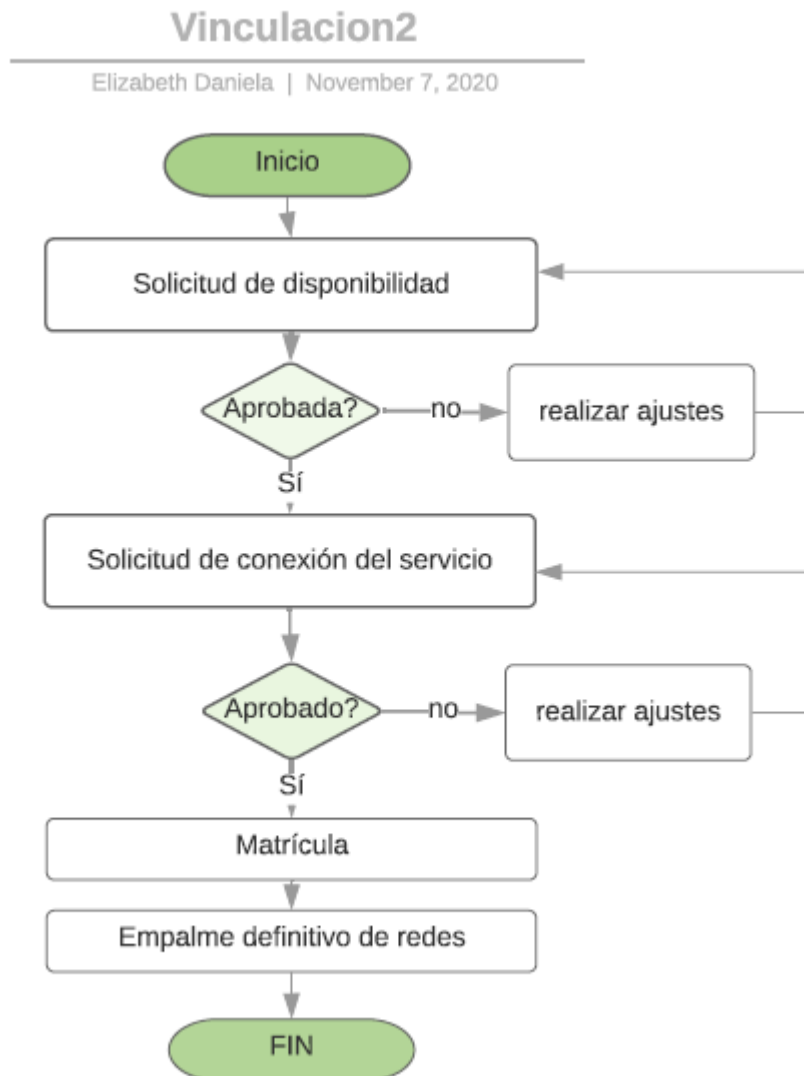 Vinculacion2
Elizabeth Daniela | November 7, 2020
Inicio
Solicitud de disponibilidad
Aprobada?
no
realizar ajustes
Sí
Solicitud de conexión del servicio
Aprobado?
no
realizar ajustes
Sí
Matrícula
Empalme definitivo de redes
FIN